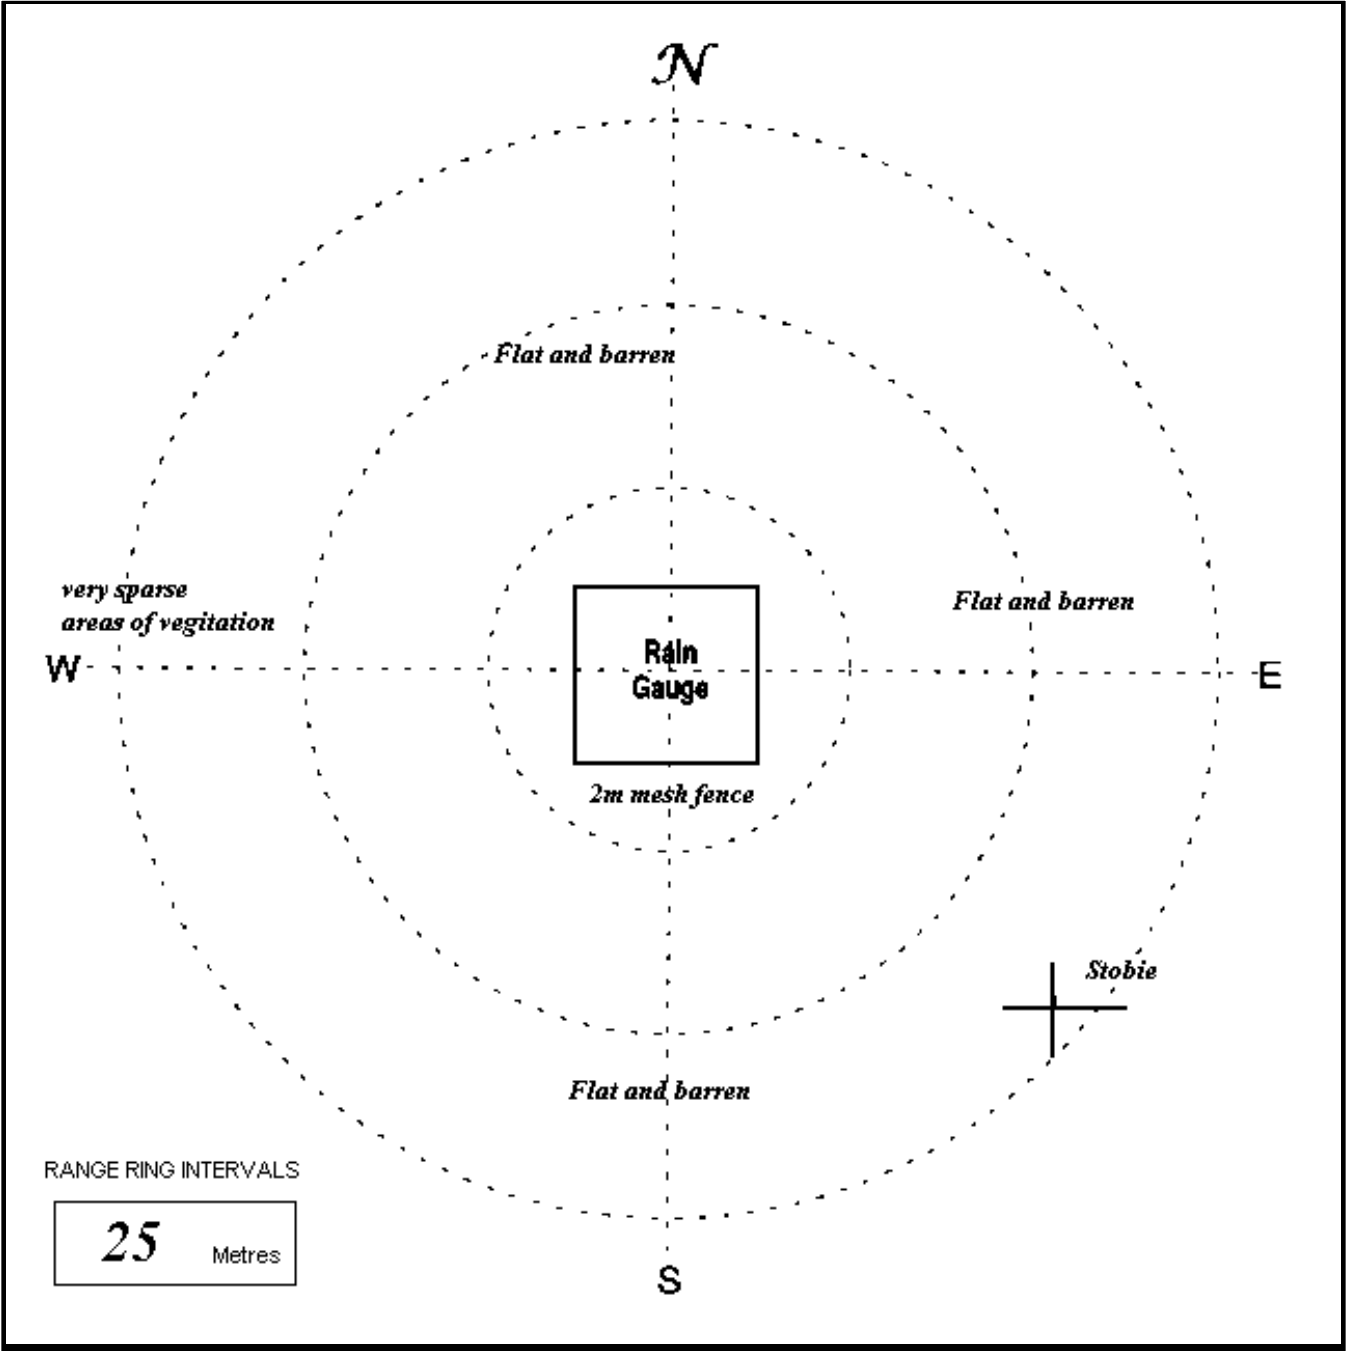 N
Flat and barren
very sparse
areas of vegitation
Flat and barren
W
Rain
Gauge
E
2m mesh fence
Stobie
Flat and barren
RANGE RING INTERVALS
25 Metres
S